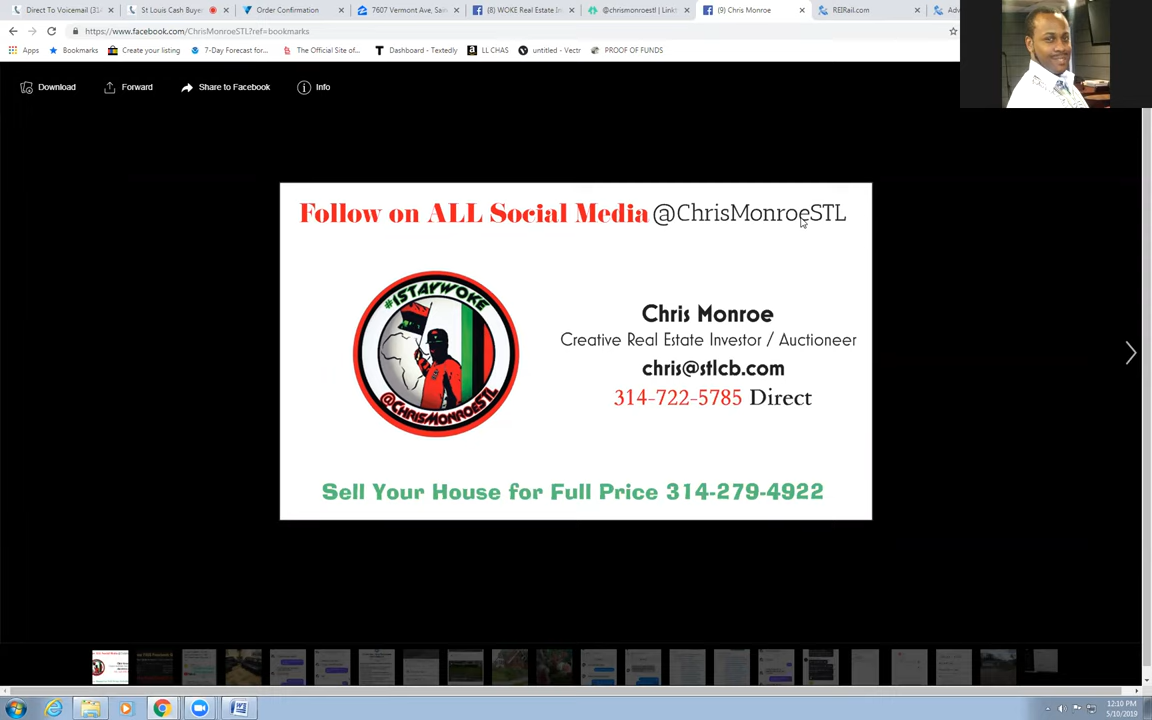 Direct To Voicemail (31
St Louis Cash Buye
Order Confirmation
7607 Vermont Ave, Sai
(8) WOKE Real Estate In
@chrismonroestl | Link
(9) Chris Monroe
REIRail.com
Adv
https://www.facebook.com/ChrisMonroeSTL?ref=bookmarks
Apps
Bookmarks
Create your listing
7-Day Forecast for...
The Official Site of...
Dashboard - Textedly
LL CHAS
untitled - Vectr
PROOF OF FUNDS
Download
Forward
Share to Facebook
Info
Follow on ALL Social Media @ChrisMonroeSTL
#ISTAYWOKE
@CHRISMONROESTL
Chris Monroe
Creative Real Estate Investor / Auctioneer
chris@stlcb.com
314-722-5785 Direct
Sell Your House for Full Price 314-279-4922
12:10 PM
5/10/2019